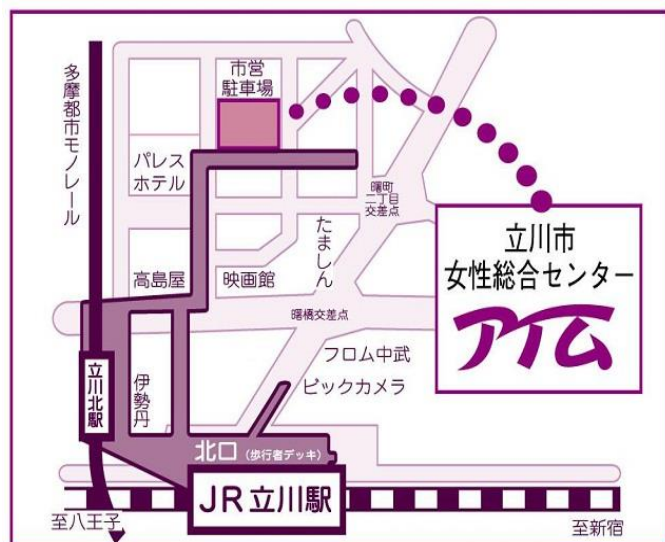 多摩都市モノレール
市営
駐車場
パレス
ホテル
曙町
二丁目
交差点
たましん
立川市
女性総合センター
アイム
高島屋
映画館
曙橋交差点
フロム中武
ビックカメラ
立川北駅
伊勢丹
北口(歩行者デッキ)
JR立川駅
至八王子
至新宿